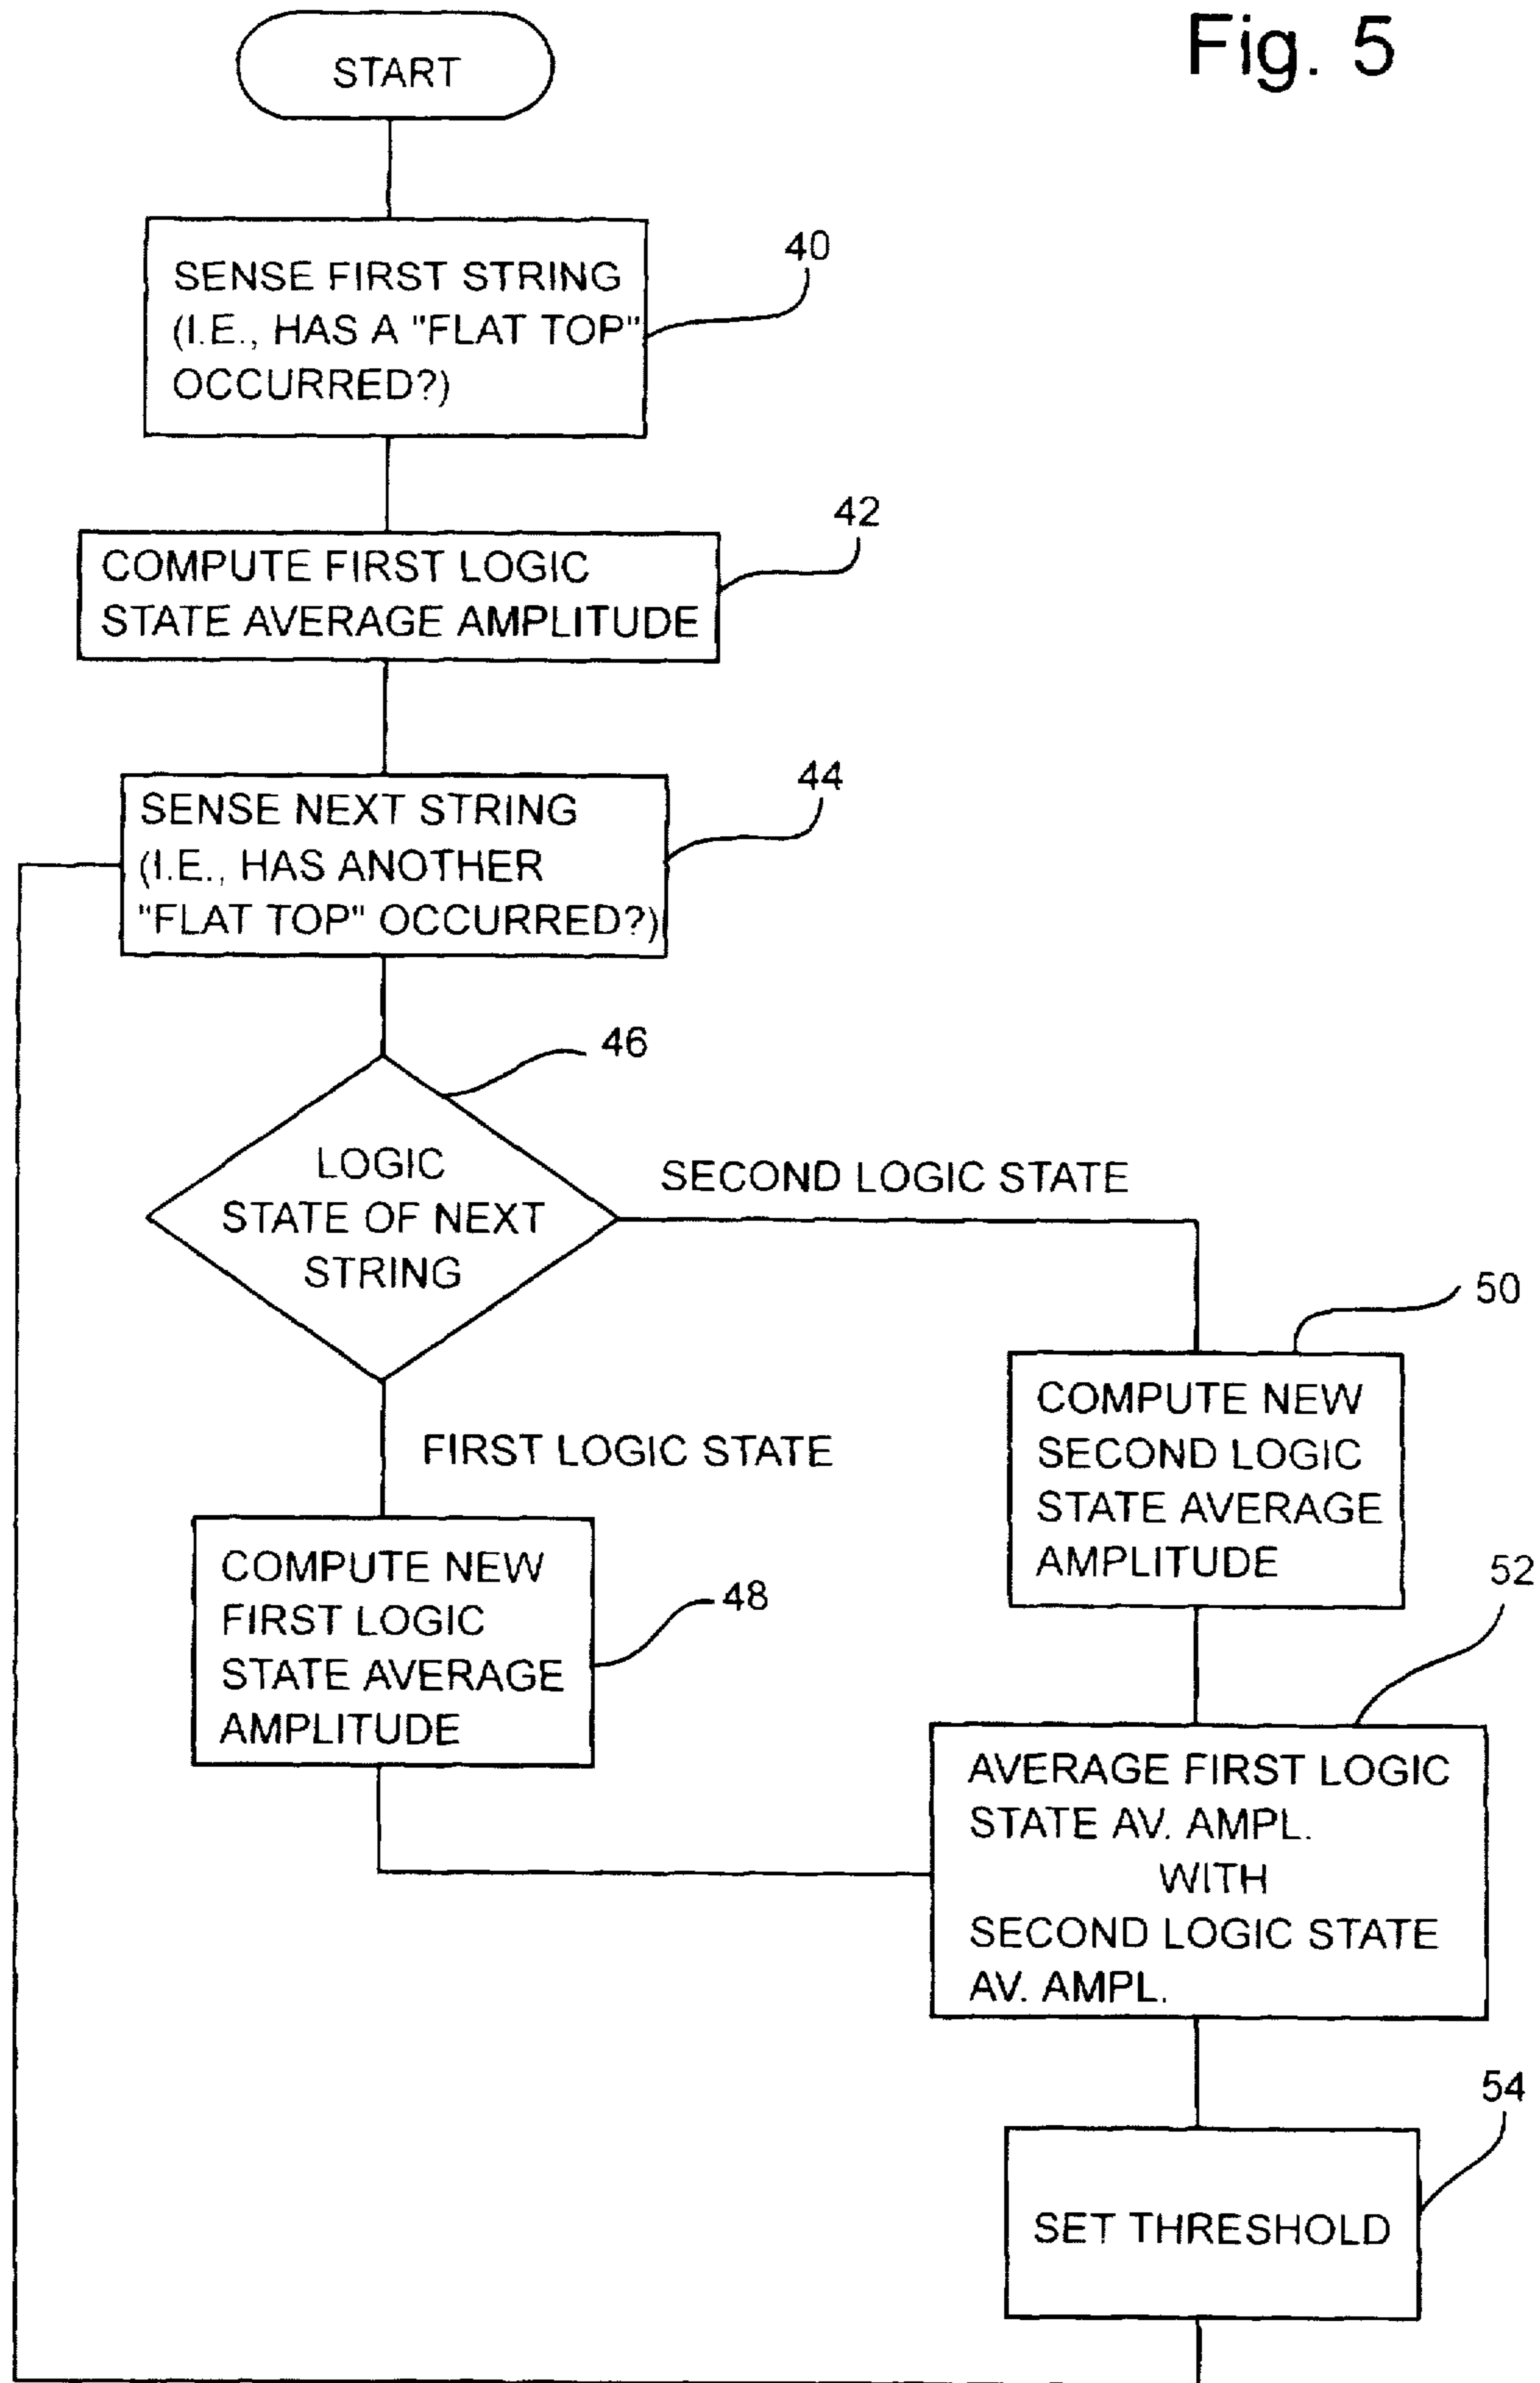 Fig. 5
START
40
SENSE FIRST STRING
(I.E., HAS A "FLAT TOP"
OCCURRED?)
42
COMPUTE FIRST LOGIC
STATE AVERAGE AMPLITUDE
44
SENSE NEXT STRING
(I.E., HAS ANOTHER
"FLAT TOP" OCCURRED?)
46
LOGIC
STATE OF NEXT
STRING
SECOND LOGIC STATE
FIRST LOGIC STATE
50
COMPUTE NEW
SECOND LOGIC
STATE AVERAGE
AMPLITUDE
48
COMPUTE NEW
FIRST LOGIC
STATE AVERAGE
AMPLITUDE
52
AVERAGE FIRST LOGIC
STATE AV. AMPL.
WITH
SECOND LOGIC STATE
AV. AMPL.
54
SET THRESHOLD